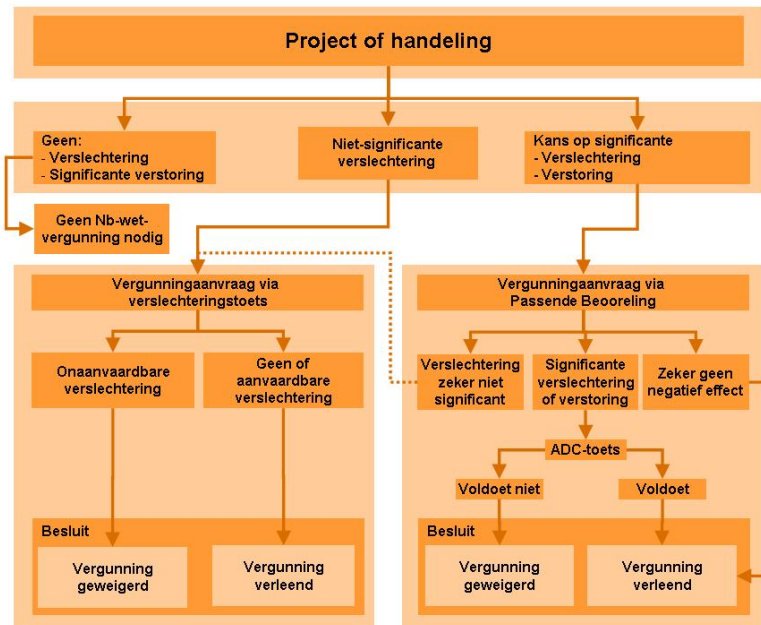 Project of handeling
Geen:
- Verslechtering
- Significante verstoring
Niet-significante
verslechtering
Kans op significante
- Verslechtering
- Verstoring
Geen Nb-wet-
vergunning nodig
Vergunningaanvraag via
verslechteringstoets
Vergunningaanvraag via
Passende Beooreling
Onaanvaardbare
verslechtering
Geen of
aanvaardbare
verslechtering
Verslechtering
zeker niet
significant
Significante
verslechtering
of verstoring
Zeker geen
negatief effect
ADC-toets
Voldoet niet
Voldoet
Besluit
Vergunning
geweigerd
Vergunning
verleend
Besluit
Vergunning
geweigerd
Vergunning
verleend